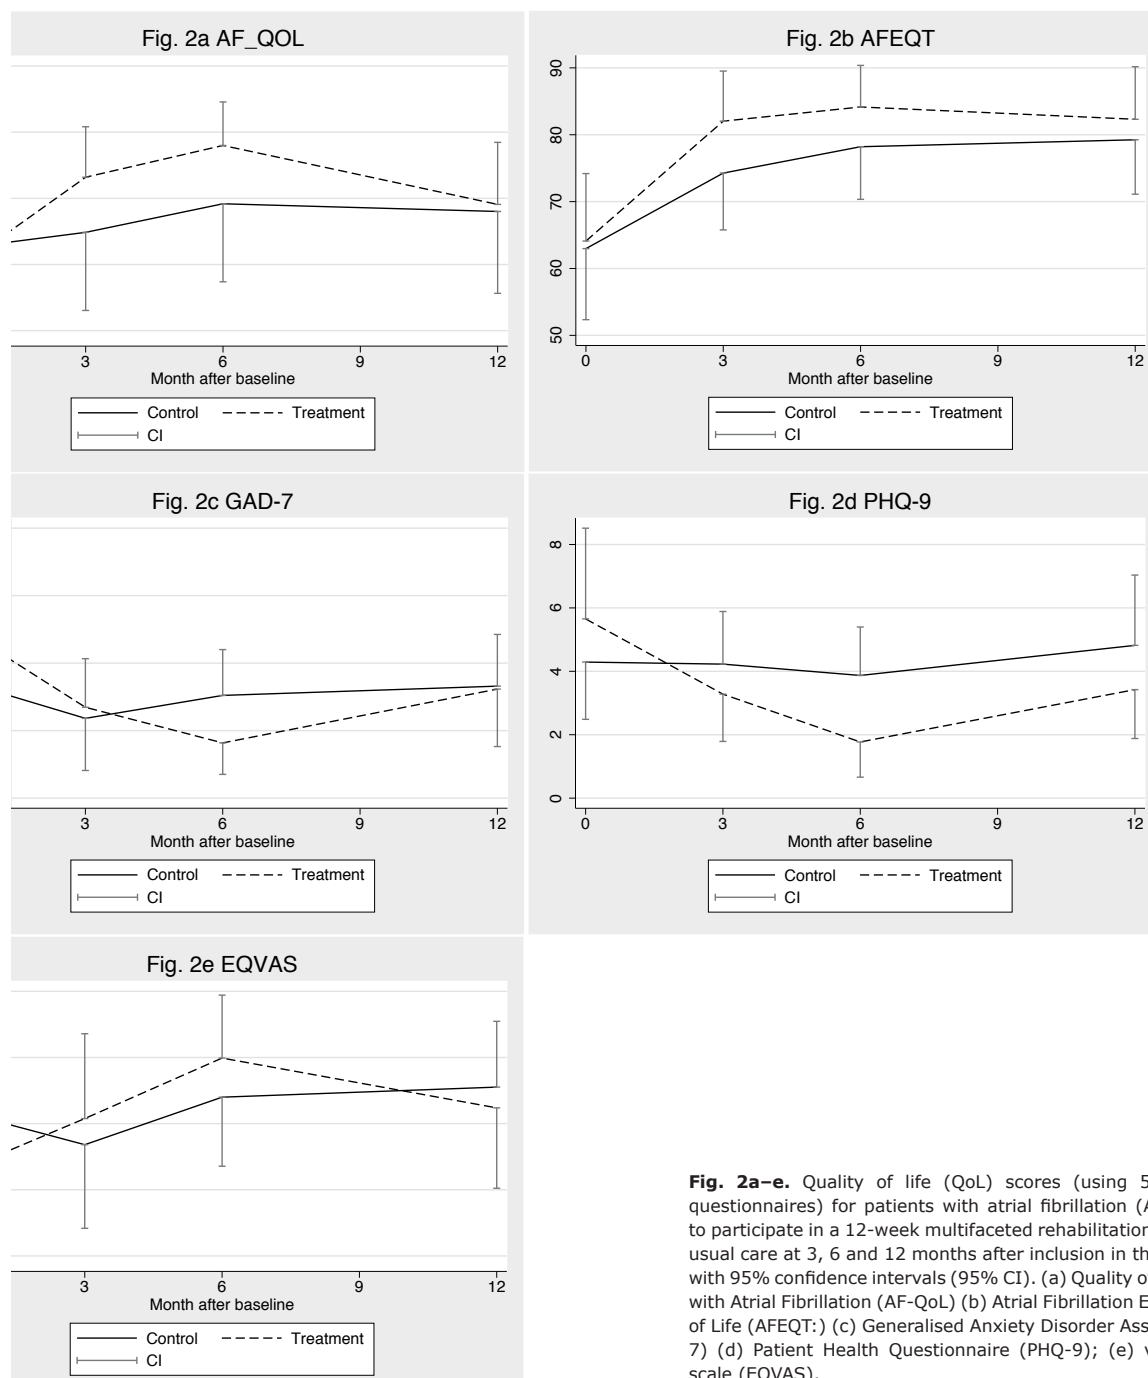 Fig. 2a AF_QOL
3 6 9 12
Month after baseline
Control Treatment
CI
Fig. 2b AFEQT
90
80
70
60
50
0 3 6 9 12
Month after baseline
Control Treatment
CI
Fig. 2c GAD-7
3 6 9 12
Month after baseline
Control Treatment
CI
Fig. 2d PHQ-9
8
6
4
2
0
0 3 6 9 12
Month after baseline
Control Treatment
CI
Fig. 2e EQVAS
3 6 9 12
Month after baseline
Control Treatment
CI
Fig. 2a–e. Quality of life (QoL) scores (using 5
questionnaires) for patients with atrial fibrillation (A
to participate in a 12-week multifaceted rehabilitation
usual care at 3, 6 and 12 months after inclusion in th
with 95% confidence intervals (95% CI). (a) Quality o
with Atrial Fibrillation (AF-QoL) (b) Atrial Fibrillation E
of Life (AFEQT:) (c) Generalised Anxiety Disorder Ass
7) (d) Patient Health Questionnaire (PHQ-9); (e) v
scale (EQVAS).